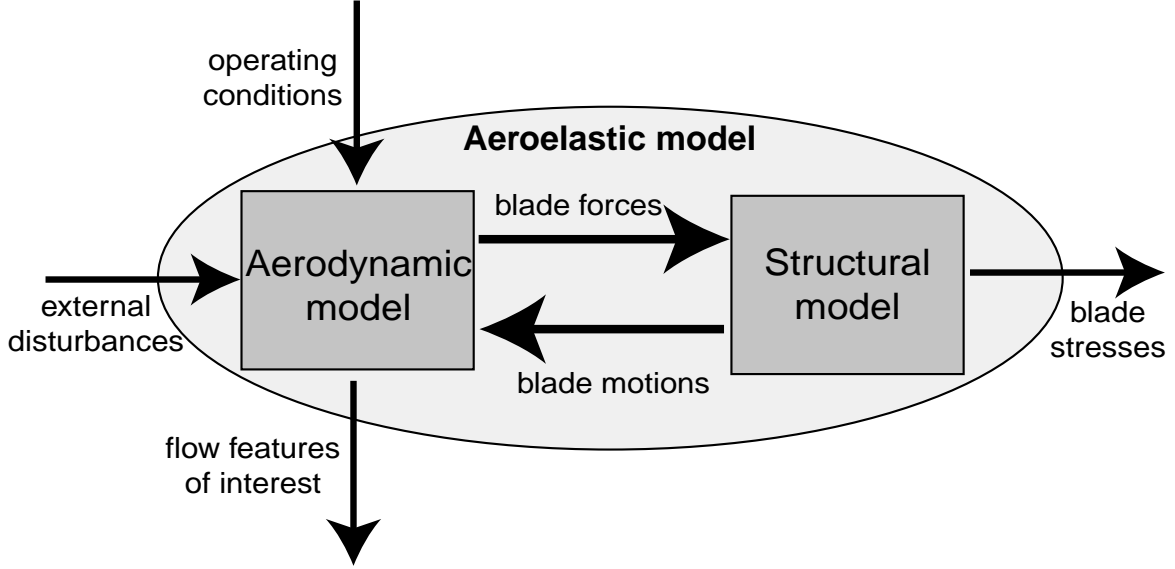 operating
conditions
Aeroelastic model
blade forces
Aerodynamic
model
Structural
model
external
disturbances
blade
stresses
blade motions
flow features
of interest